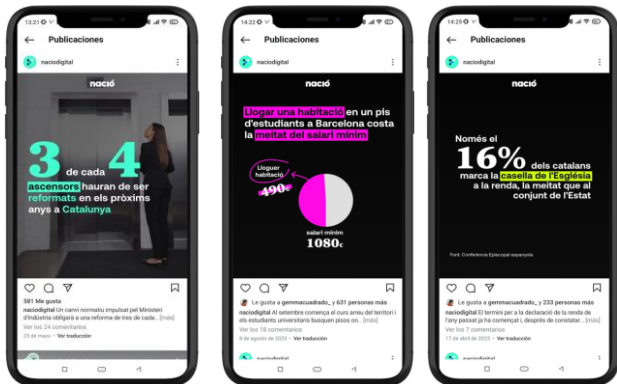 13:21
Publicaciones
naciodigital
nació
3 de cada 4
ascensors hauran de ser
reformats en els pròxims
anys a Catalunya
581 Me gusta
naciodigital Un canvi normatiu impulsat pel Ministeri
d'Indústria obligarà a una reforma de tres de cada... [más]
Ver los 24 comentarios
23 de mayo · Ver traducción
14:22
Publicaciones
naciodigital
nació
Llogar una habitació en un pis
d'estudiants a Barcelona costa
la meitat del salari mínim
Lloguer
habitació
490€
salari mínim
1080€
Le gusta a gemmacuadrado_ y 631 personas más
naciodigital Al setembre comença el curs arreu del territori i
els estudiants universitaris busquen pisos on... [más]
Ver los 18 comentarios
8 de agosto de 2023 · Ver traducción
naciodigital
14:25
Publicaciones
naciodigital
nació
Només el
16% dels catalans
marca la casella de l'Església
a la renda, la meitat que al
conjunt de l'Estat
Font: Conferència Episcopal espanyola
Le gusta a gemmacuadrado_ y 233 personas más
naciodigital El termini per a la declaració de la renda de
l'any passat ja ha començat i, després de constatar... [más]
Ver los 7 comentarios
17 de abril de 2023 · Ver traducción
naciodigital